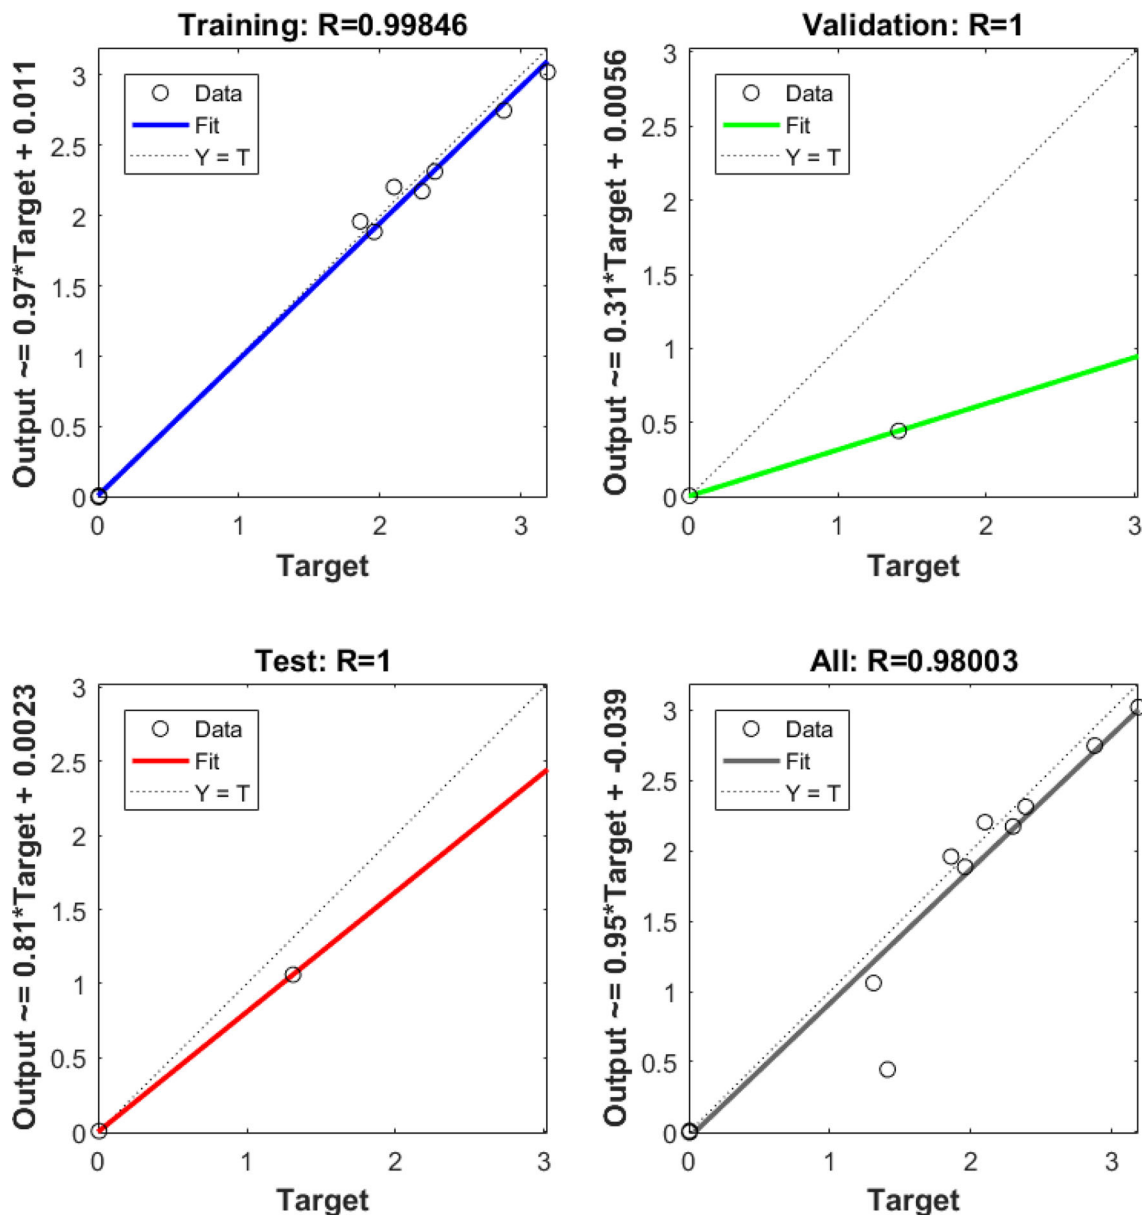 Training: R=0.99846
Output ~= 0.97*Target + 0.011
3
2.5
2
1.5
1
0.5
0
Data
Fit
Y = T
0
1
2
3
Target
Validation: R=1
Output ~= 0.31*Target + 0.0056
3
2.5
2
1.5
1
0.5
0
Data
Fit
Y = T
0
1
2
3
Target
Test: R=1
Output ~= 0.81*Target + 0.0023
3
2.5
2
1.5
1
0.5
0
Data
Fit
Y = T
0
1
2
3
Target
All: R=0.98003
Output ~= 0.95*Target + -0.039
3
2.5
2
1.5
1
0.5
0
Data
Fit
Y = T
0
1
2
3
Target